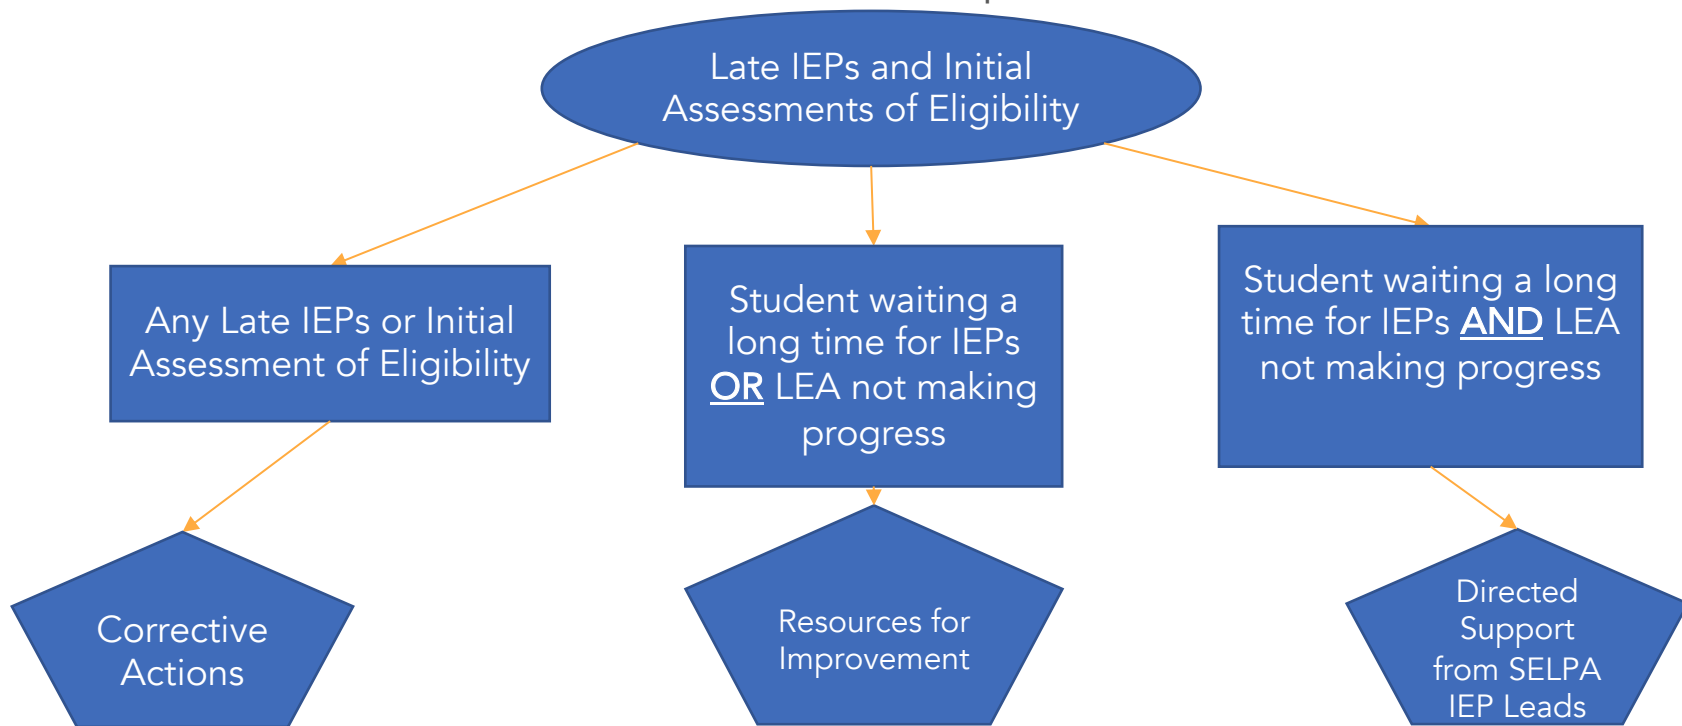 Late IEPs and Initial
Assessments of Eligibility
Any Late IEPs or Initial
Assessment of Eligibility
Student waiting a
long time for IEPs
OR LEA not making
progress
Student waiting a long
time for IEPs AND LEA
not making progress
Corrective
Actions
Resources for
Improvement
Directed
Support
from SELPA
IEP Leads